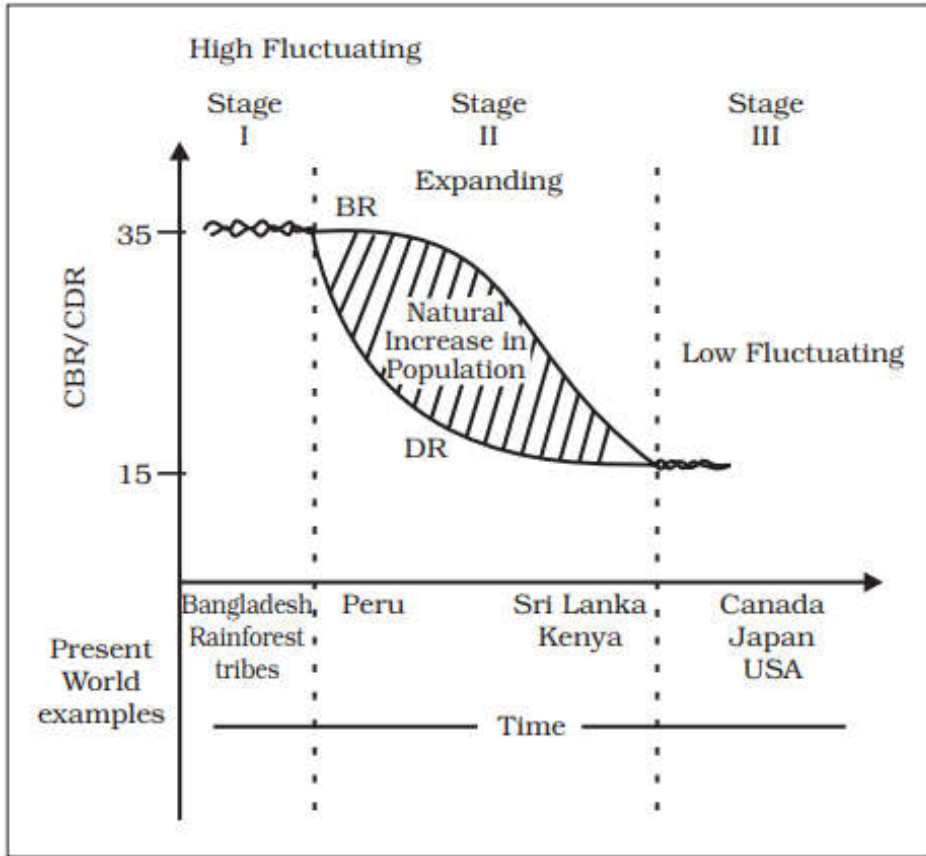 High Fluctuating
Stage
I
Stage
II
Stage
III
Expanding
BR
35
CBR/CDR
Natural
Increase in
Population
Low Fluctuating
DR
15
Bangladesh
Rainforest
tribes
Peru
Sri Lanka
Kenya
Canada
Japan
USA
Present
World
examples
Time